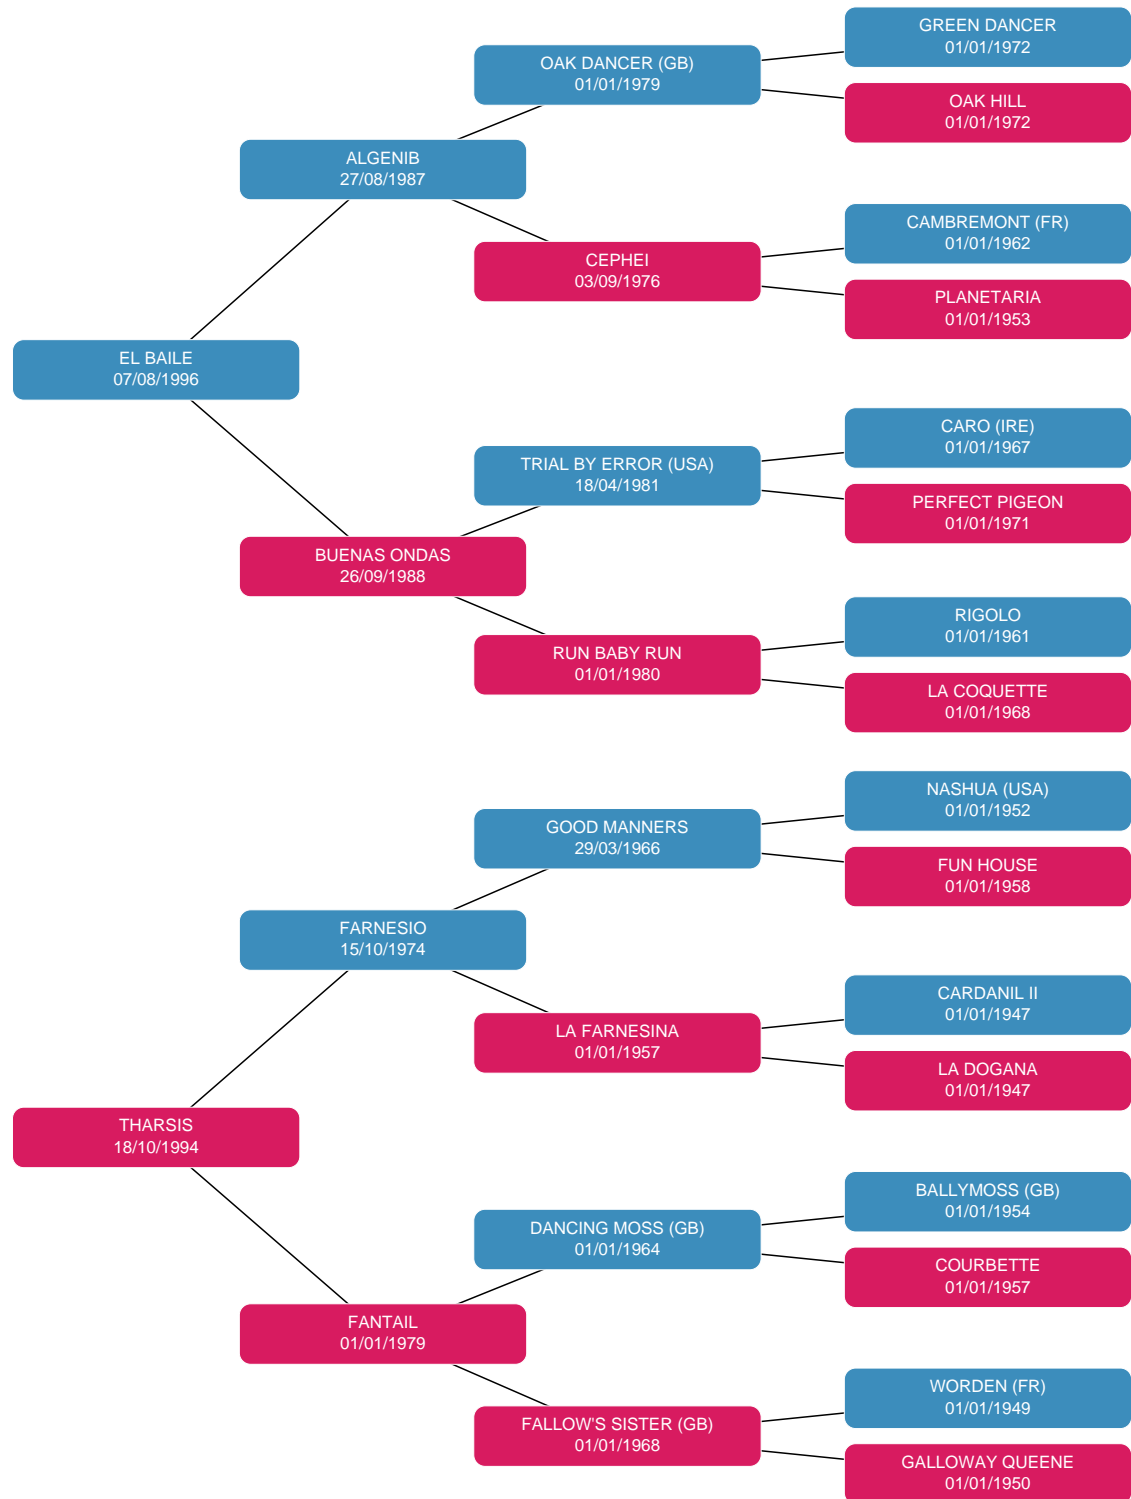 GREEN DANCER
01/01/1972
OAK DANCER (GB)
01/01/1979
OAK HILL
01/01/1972
ALGENIB
27/08/1987
CAMBREMONT (FR)
01/01/1962
CEPHEI
03/09/1976
PLANETARIA
01/01/1953
EL BAILE
07/08/1996
CARO (IRE)
01/01/1967
TRIAL BY ERROR (USA)
18/04/1981
PERFECT PIGEON
01/01/1971
BUENAS ONDAS
26/09/1988
RIGOLO
01/01/1961
RUN BABY RUN
01/01/1980
LA COQUETTE
01/01/1968
NASHUA (USA)
01/01/1952
GOOD MANNERS
29/03/1966
FUN HOUSE
01/01/1958
FARNESIO
15/10/1974
CARDANIL II
01/01/1947
LA FARNESINA
01/01/1957
LA DOGANA
01/01/1947
THARSIS
18/10/1994
BALLYMOSS (GB)
01/01/1954
DANCING MOSS (GB)
01/01/1964
COURBETTE
01/01/1957
FANTAIL
01/01/1979
WORDEN (FR)
01/01/1949
FALLOW'S SISTER (GB)
01/01/1968
GALLOWAY QUEENE
01/01/1950